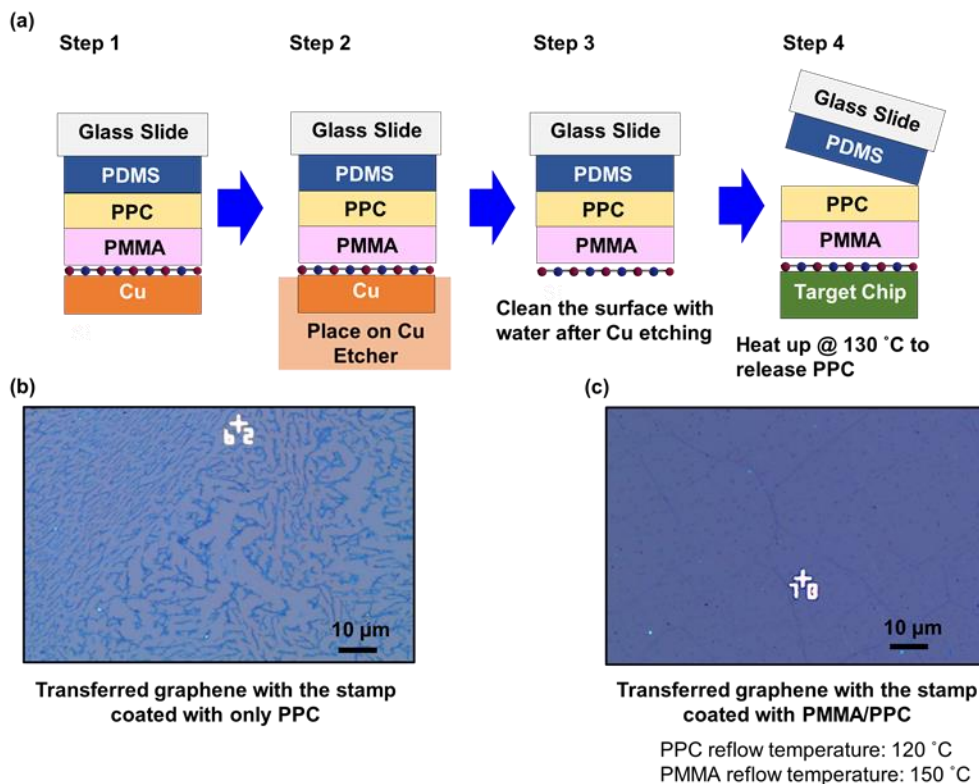 (a)
Step 1
Step 2
Step 3
Step 4
Glass Slide
PDMS
PPC
PMMA
Cu
Glass Slide
PDMS
PPC
PMMA
Cu
Place on Cu
Etcher
Glass Slide
PDMS
PPC
PMMA
Clean the surface with
water after Cu etching
Glass Slide
PDMS
PPC
PMMA
Target Chip
Heat up @ 130 ˚C to
release PPC
(b)
10 µm
Transferred graphene with the stamp
coated with only PPC
(c)
10 µm
Transferred graphene with the stamp
coated with PMMA/PPC
PPC reflow temperature: 120 ˚C
PMMA reflow temperature: 150 ˚C